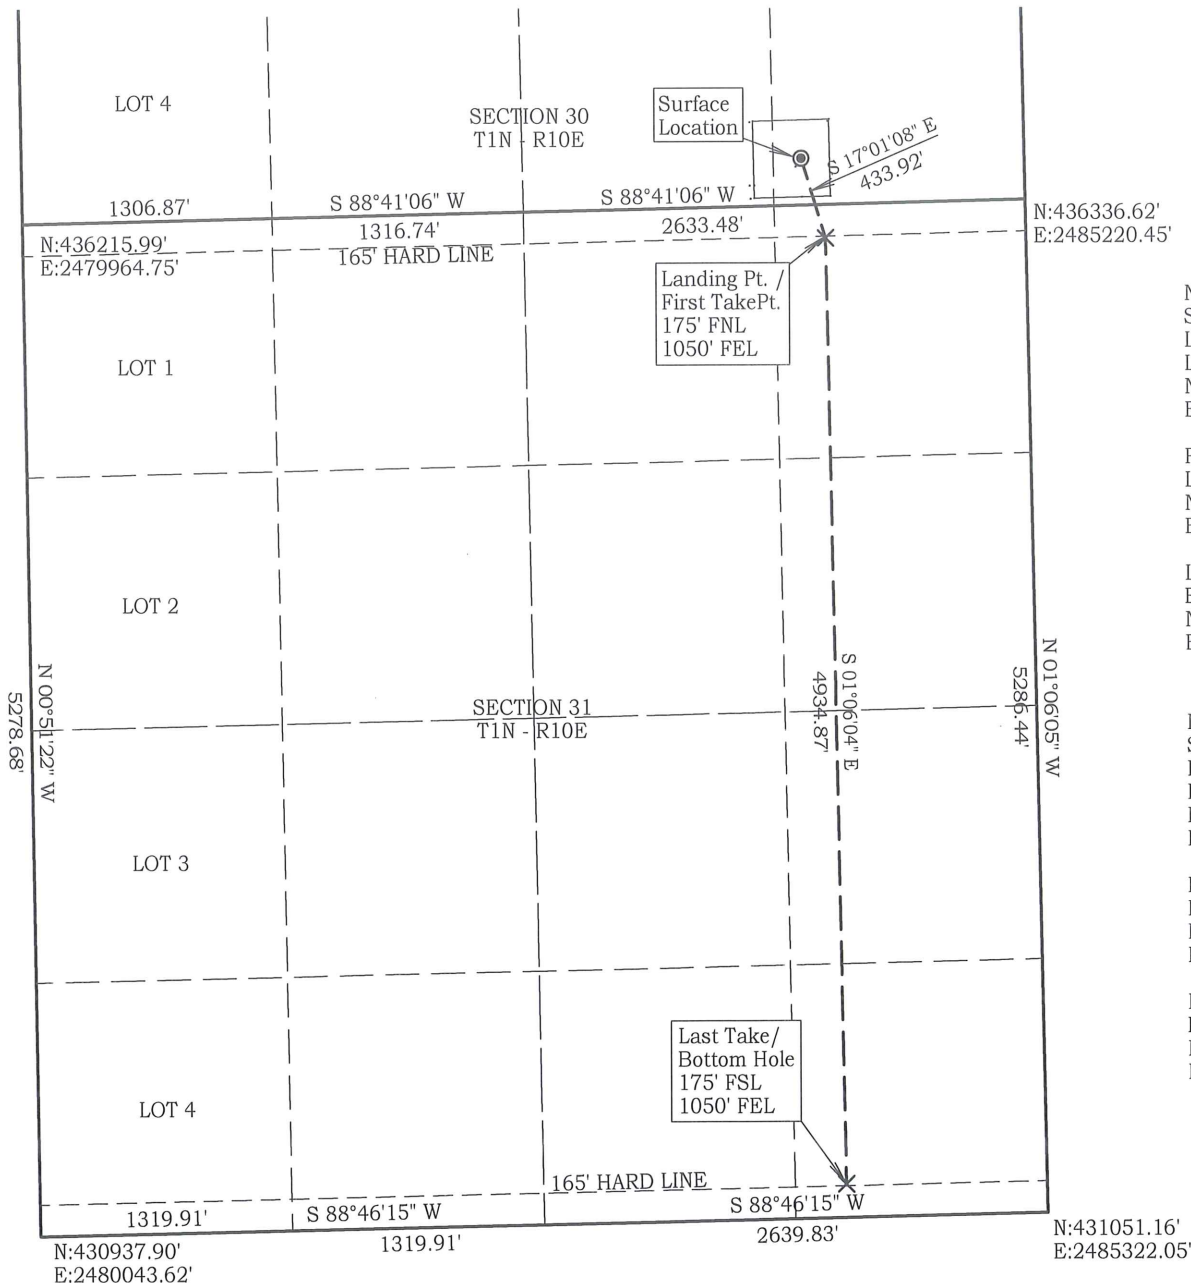 LOT 4
SECTION 30
T1N - R10E
Surface
Location
S 17°01'08" E
433.92'
1306.87'
S 88°41'06" W
S 88°41'06" W
1316.74'
2633.48'
N:436336.62'
E:2485220.45'
N:436215.99'
E:2479964.75'
165' HARD LINE
Landing Pt. /
First TakePt.
175' FNL
1050' FEL
LOT 1
LOT 2
N 00°51'22" W
5278.68'
SECTION 31
T1N - R10E
S 01°06'04" E
4934.87'
N 01°06'05" W
5286.44'
LOT 3
LOT 4
Last Take/
Bottom Hole
175' FSL
1050' FEL
165' HARD LINE
1319.91'
S 88°46'15" W
S 88°46'15" W
1319.91'
2639.83'
N:430937.90'
E:2480043.62'
N:431051.16'
E:2485322.05'